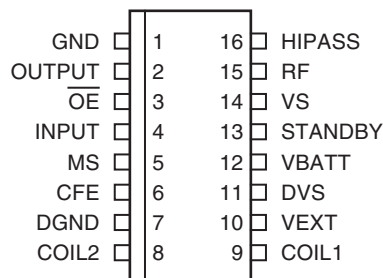 GND 1 16 HIPASS
OUTPUT 2 15 RF
O̅E̅ 3 14 VS
INPUT 4 13 STANDBY
MS 5 12 VBATT
CFE 6 11 DVS
DGND 7 10 VEXT
COIL2 8 9 COIL1